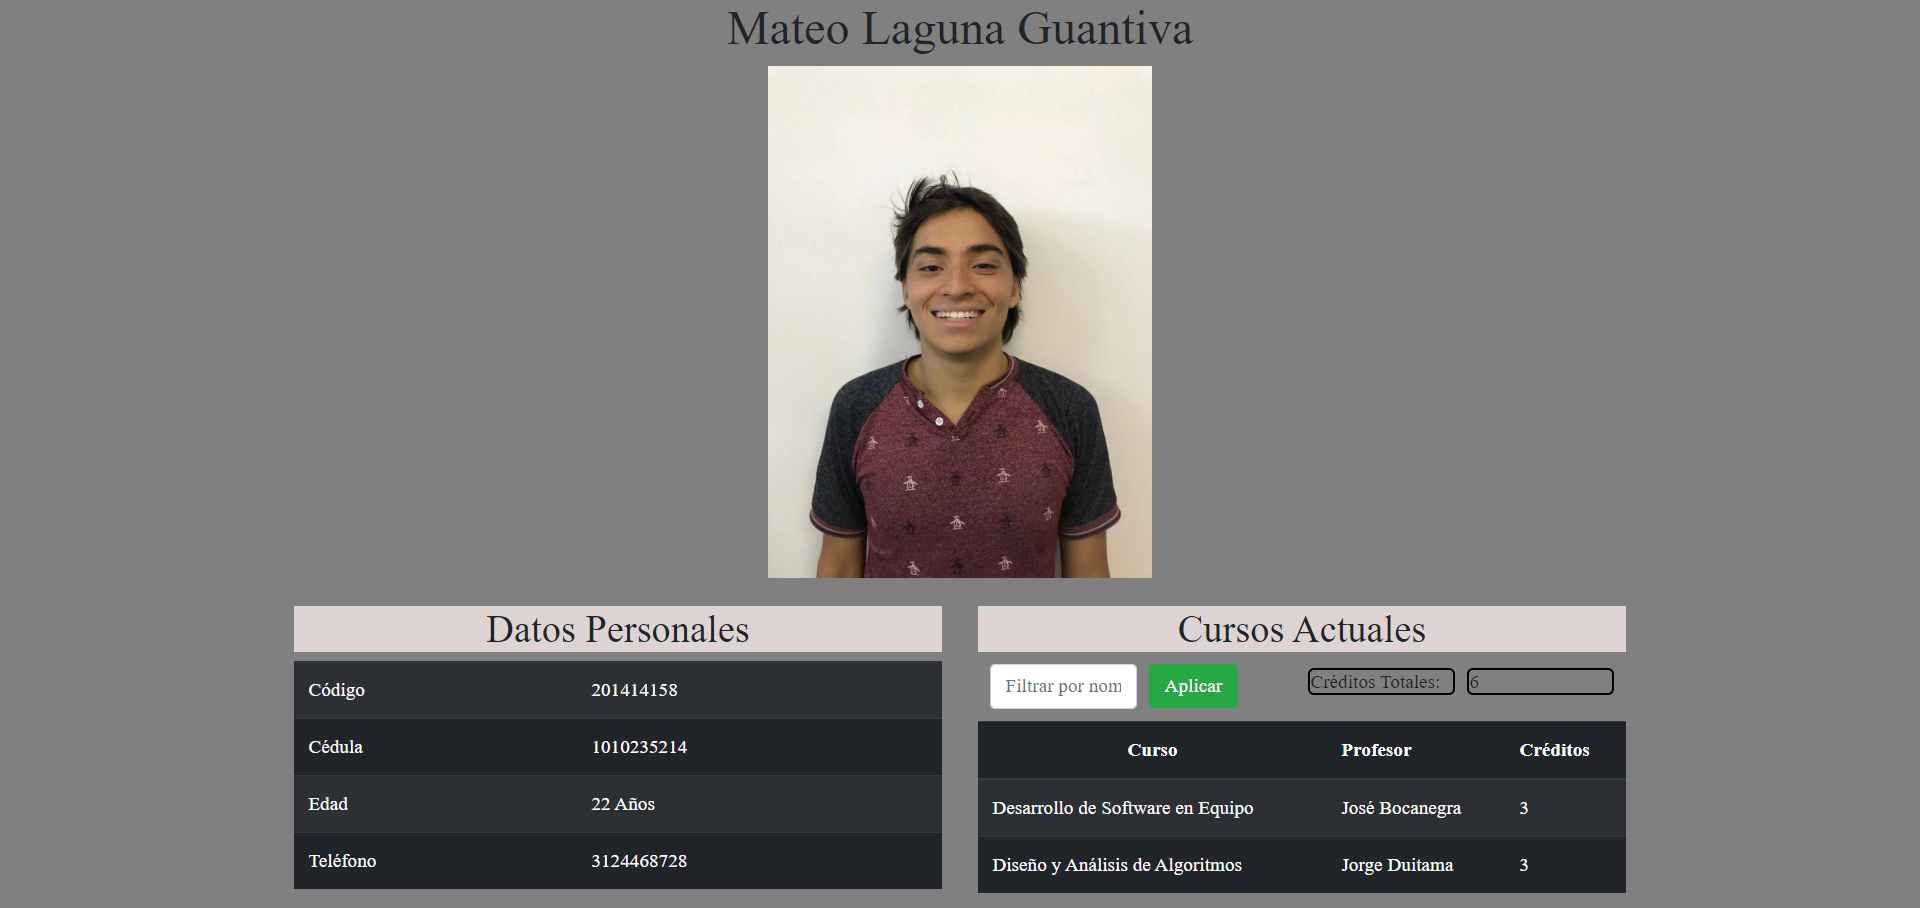 Mateo Laguna Guantiva
Datos Personales
Código 201414158
Cédula 1010235214
Edad 22 Años
Teléfono 3124468728
Cursos Actuales
Filtrar por nom Aplicar Créditos Totales: 6
Curso Profesor Créditos
Desarrollo de Software en Equipo José Bocanegra 3
Diseño y Análisis de Algoritmos Jorge Duitama 3